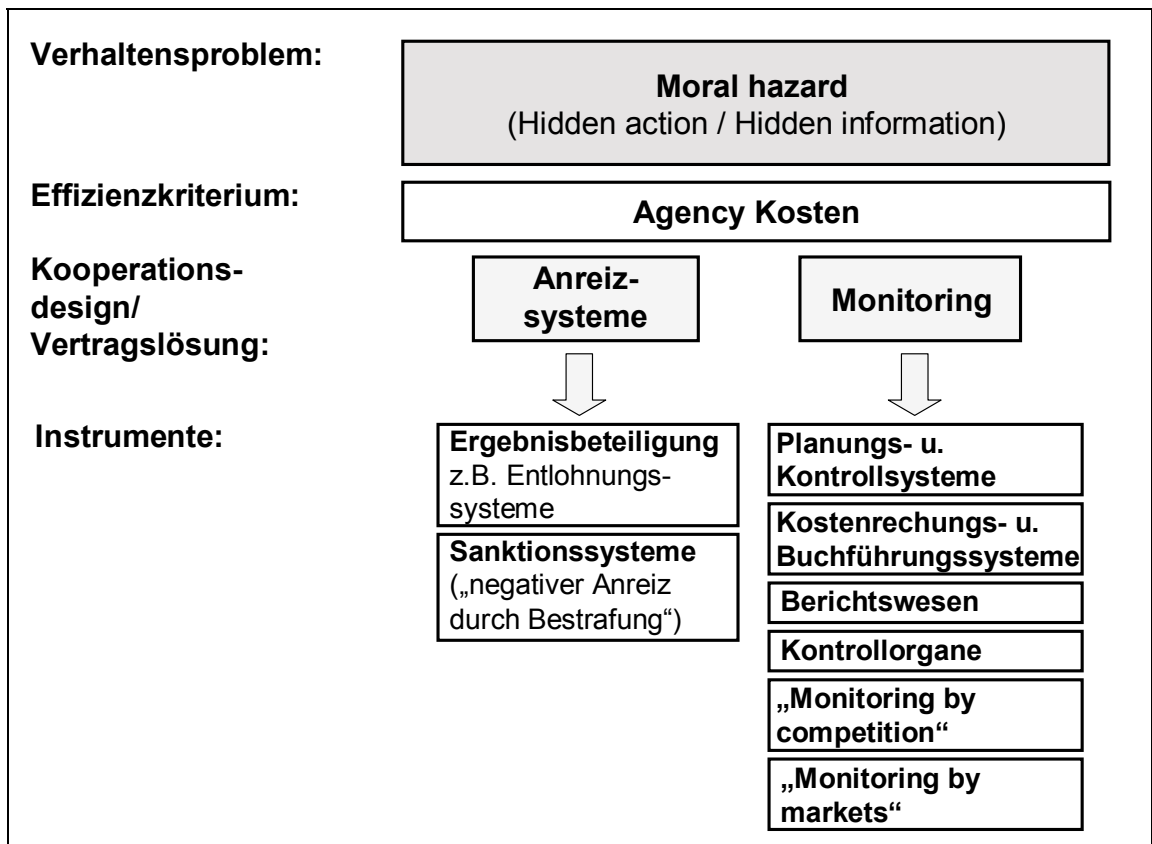 Verhaltensproblem:
Moral hazard
(Hidden action / Hidden information)
Effizienzkriterium:
Agency Kosten
Kooperations-
design/
Vertragslösung:
Anreiz-
systeme
Monitoring
Instrumente:
Ergebnisbeteiligung
z.B. Entlohnungs-
systeme
Sanktionssysteme
(„negativer Anreiz
durch Bestrafung“)
Planungs- u.
Kontrollsysteme
Kostenrechungs- u.
Buchführungssysteme
Berichtswesen
Kontrollorgane
„Monitoring by
competition“
„Monitoring by
markets“